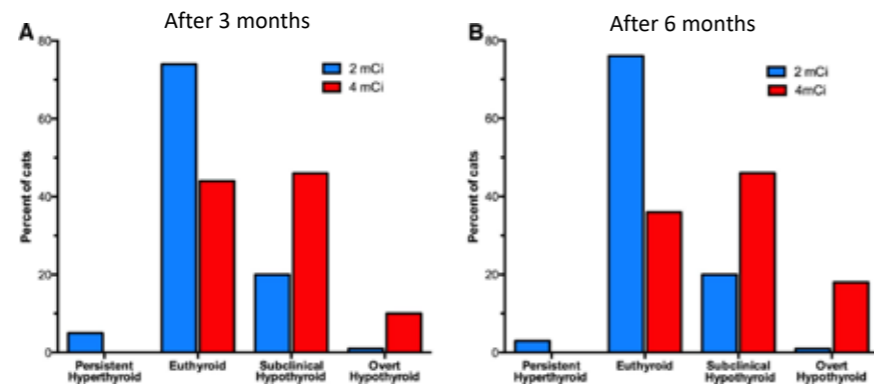 After 3 months
A
80
60
40
20
0
Percent of cats
2 mCi
4 mCi
Persistent
Hyperthyroid
Euthyroid
Subclinical
Hypothyroid
Overt
Hypothyroid
After 6 months
B
80
60
40
20
0
Percent of cats
2 mCi
4mCi
Persistent
Hyperthyroid
Euthyroid
Subclinical
Hypothyroid
Overt
Hypothyroid